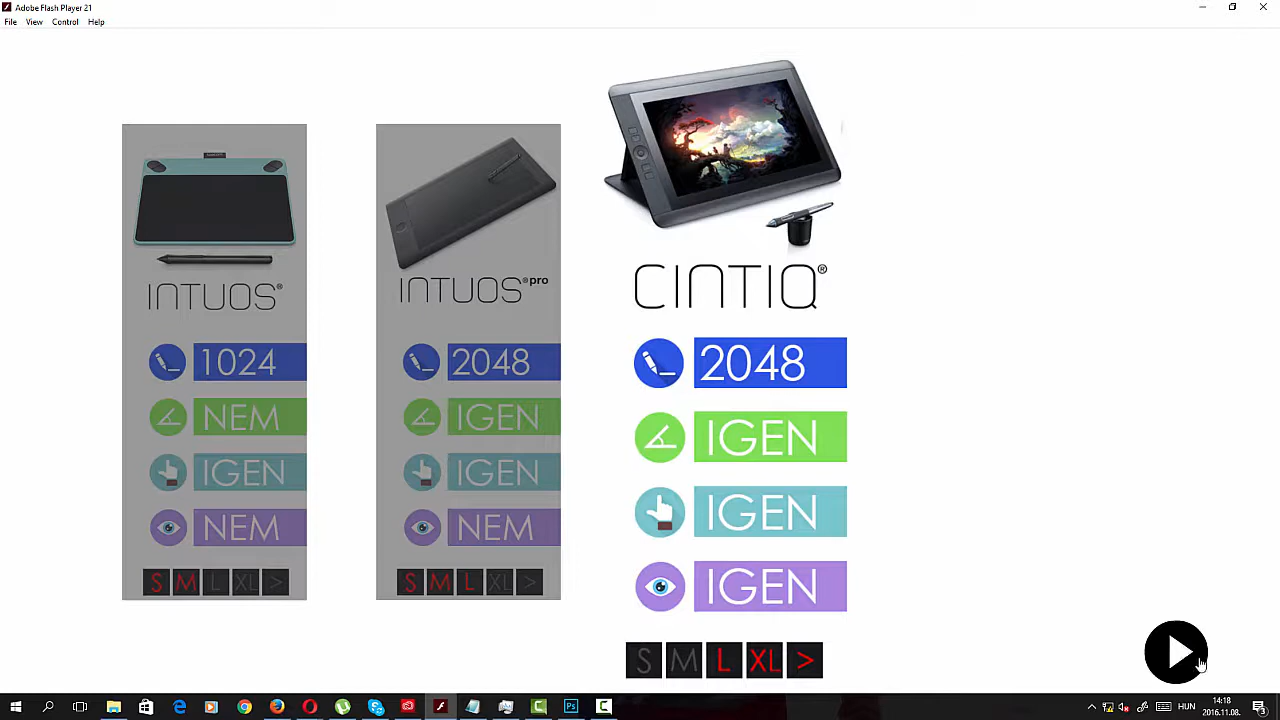 Adobe Flash Player 21
File View Control Help
INTUOS®
1024
NEM
IGEN
NEM
S M L XL >
INTUOS® pro
2048
IGEN
IGEN
NEM
S M L XL >
CINTIQ®
2048
IGEN
IGEN
IGEN
S M L XL >
HUN
14:18
2016.11.08.